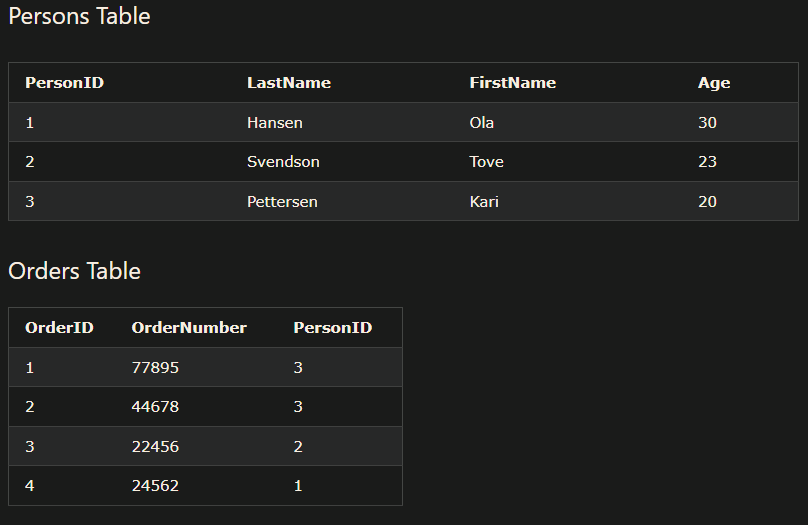 Persons Table
PersonID LastName FirstName Age
1 Hansen Ola 30
2 Svendson Tove 23
3 Pettersen Kari 20
Orders Table
OrderID OrderNumber PersonID
1 77895 3
2 44678 3
3 22456 2
4 24562 1